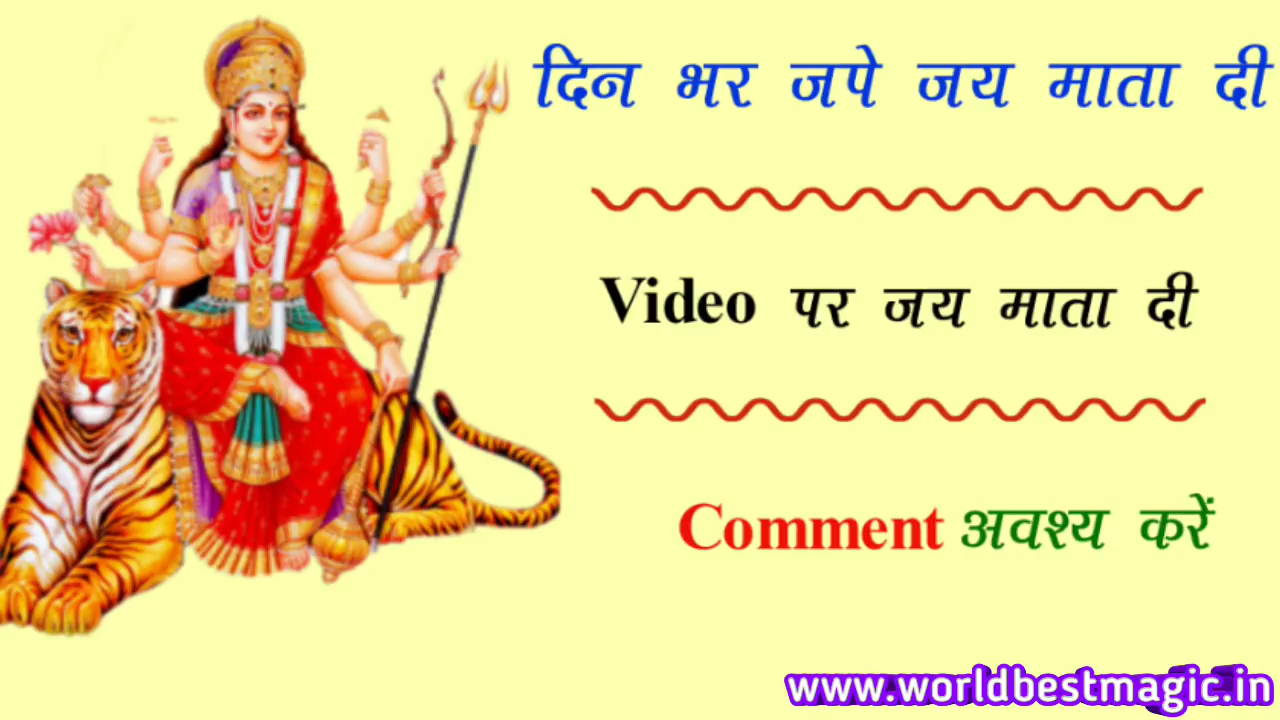 दिन भर जपे जय माता दी
Video पर जय माता दी
Comment अवश्य करें
www.worldbestmagic.in